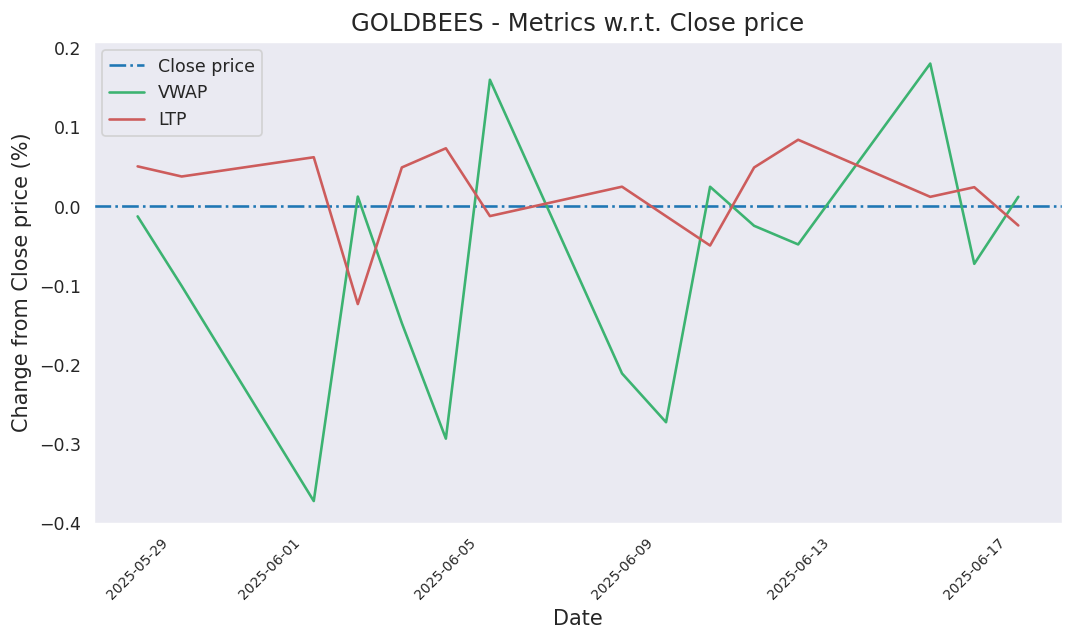 GOLDBEES - Metrics w.r.t. Close price
Close price
VWAP
LTP
Change from Close price (%)
0.2
0.1
0.0
−0.1
−0.2
−0.3
−0.4
2025-05-29
2025-06-01
2025-06-05
2025-06-09
2025-06-13
2025-06-17
Date